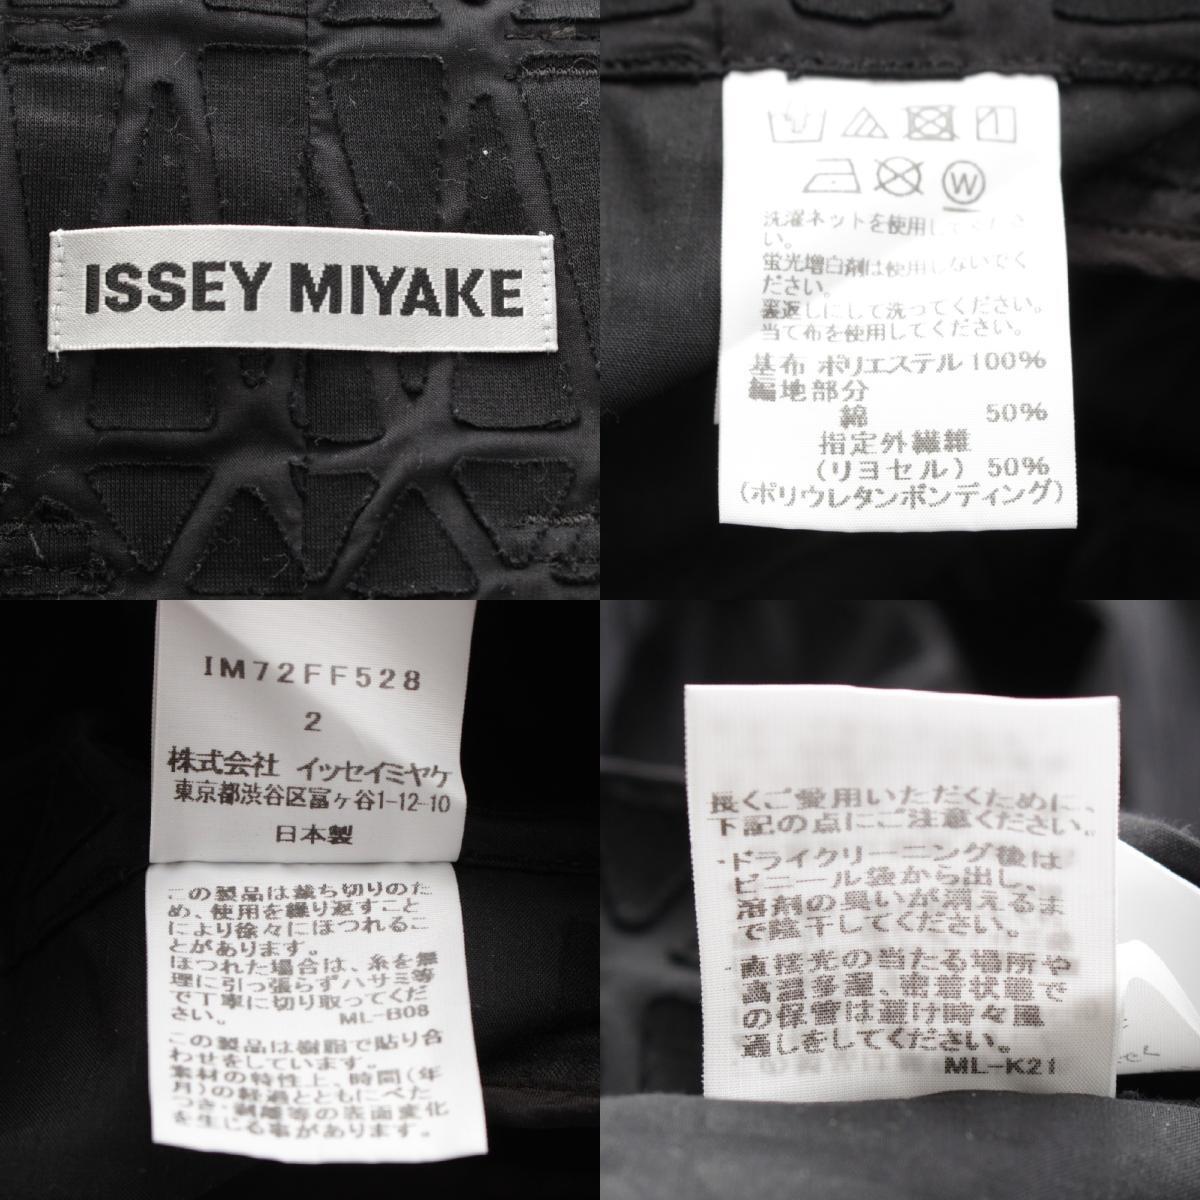 ISSEY MIYAKE
1
W
洗濯ネットを使用してくださ
い。
蛍光増白剤は使用しないでく
ださい。
裏返しにして洗ってください。
当て布を使用してください。
基布 ポリエステル100%
編地部分
綿 50%
指定外繊維
(リヨセル) 50%
(ポリウレタンボンディング)
IM72FF528
2
株式会社 イッセイミヤケ
東京都渋谷区富ヶ谷1-12-10
日本製
この製品は裁ち切りのた
め、使用を繰り返すこと
により徐々にほつれるこ
とがあります。
ほつれた場合は、糸を無
理に引っ張らずハサミ等
で丁寧に切り取ってくだ
さい。 ML-B08
この製品は樹脂で貼り合
わせをしています。
素材の特性上、時間(年
月)の経過とともにべた
つき・剥離等の表面変化
を生じる事があります。
長くご愛用いただくために、
下記の点にご注意ください。
・ドライクリーニング後は
ビニール袋から出し、
溶剤の臭いが消えるま
で陰干してください。
・直接光の当たる場所や
高温多湿、密着状態で
の保管は避け時々風
通しをしてください。
ML-K21